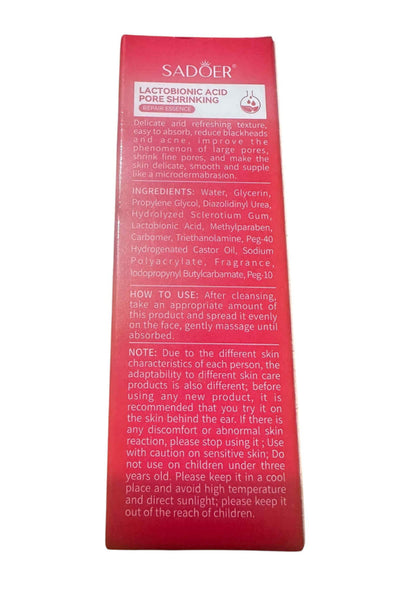 SADOER®
LACTOBIONIC ACID
PORE SHRINKING
REPAIR ESSENCE
Delicate and refreshing texture,
easy to absorb, reduce blackheads
and acne, improve the
phenomenon of large pores,
shrink fine pores, and make the
skin delicate, smooth and supple
like a microdermabrasion.
INGREDIENTS: Water, Glycerin,
Propylene Glycol, Diazolidinyl Urea,
Hydrolyzed Sclerotium Gum,
Lactobionic Acid, Methylparaben,
Carbomer, Triethanolamine, Peg-40
Hydrogenated Castor Oil, Sodium
Polyacrylate, Fragrance,
Iodopropynyl Butylcarbamate, Peg-10
HOW TO USE: After cleansing,
take an appropriate amount of
this product and spread it evenly
on the face, gently massage until
absorbed.
NOTE: Due to the different skin
characteristics of each person, the
adaptability to different skin care
products is also different; before
using any new product, it is
recommended that you try it on
the skin behind the ear. If there is
any discomfort or abnormal skin
reaction, please stop using it ; Use
with caution on sensitive skin; Do
not use on children under three
years old. Please keep it in a cool
place and avoid high temperature
and direct sunlight; please keep it
out of the reach of children.